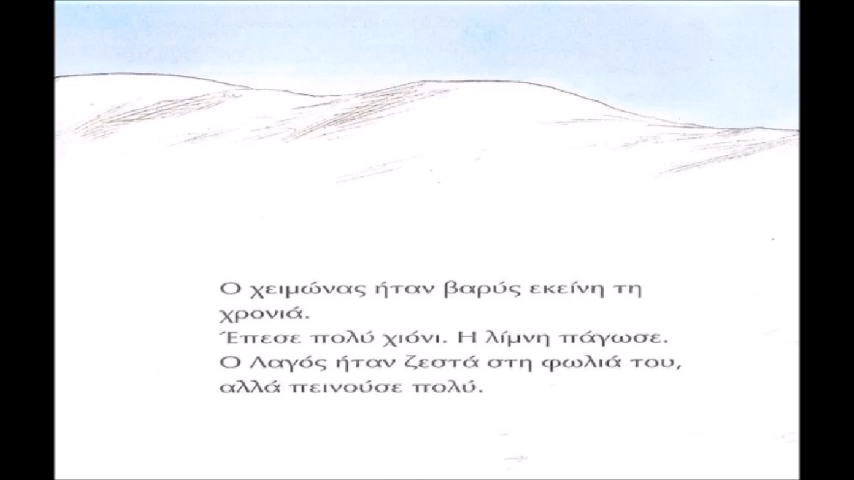 Ο χειμώνας ήταν βαρύς εκείνη τη
χρονιά.
Έπεσε πολύ χιόνι. Η λίμνη πάγωσε.
Ο Λαγός ήταν ζεστά στη φωλιά του,
αλλά πεινούσε πολύ.